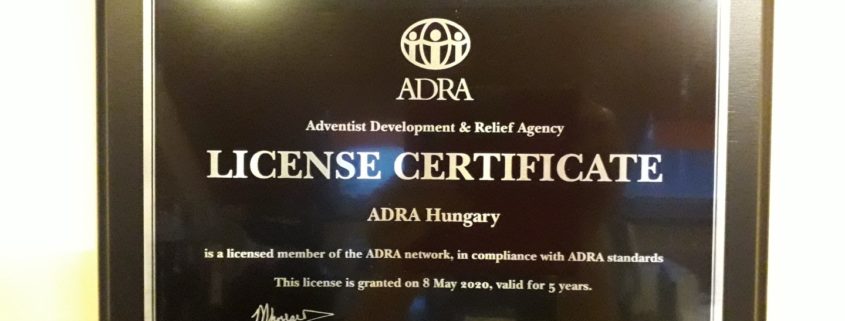 ADRA
Adventist Development & Relief Agency
LICENSE CERTIFICATE
ADRA Hungary
is a licensed member of the ADRA network, in compliance with ADRA standards
This license is granted on 8 May 2020, valid for 5 years.